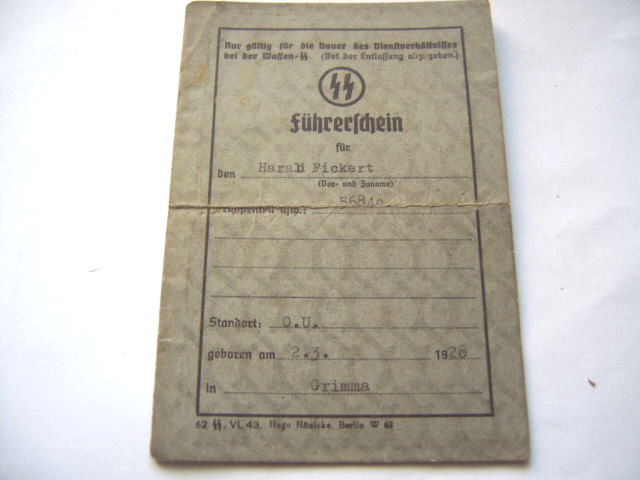 Nur gültig für die Dauer des Dienstverhältnisses
bei der Waffen-SS (Bei der Entlassung abzugeben.)
SS
Führerschein
für
den Harald Fickert
(Vor- und Zuname)
56840
Standort: O.U.
geboren am 2.3. 1926
in Grimma
62 SS. VI. 43. Hugo Hänicke, Berlin W 62